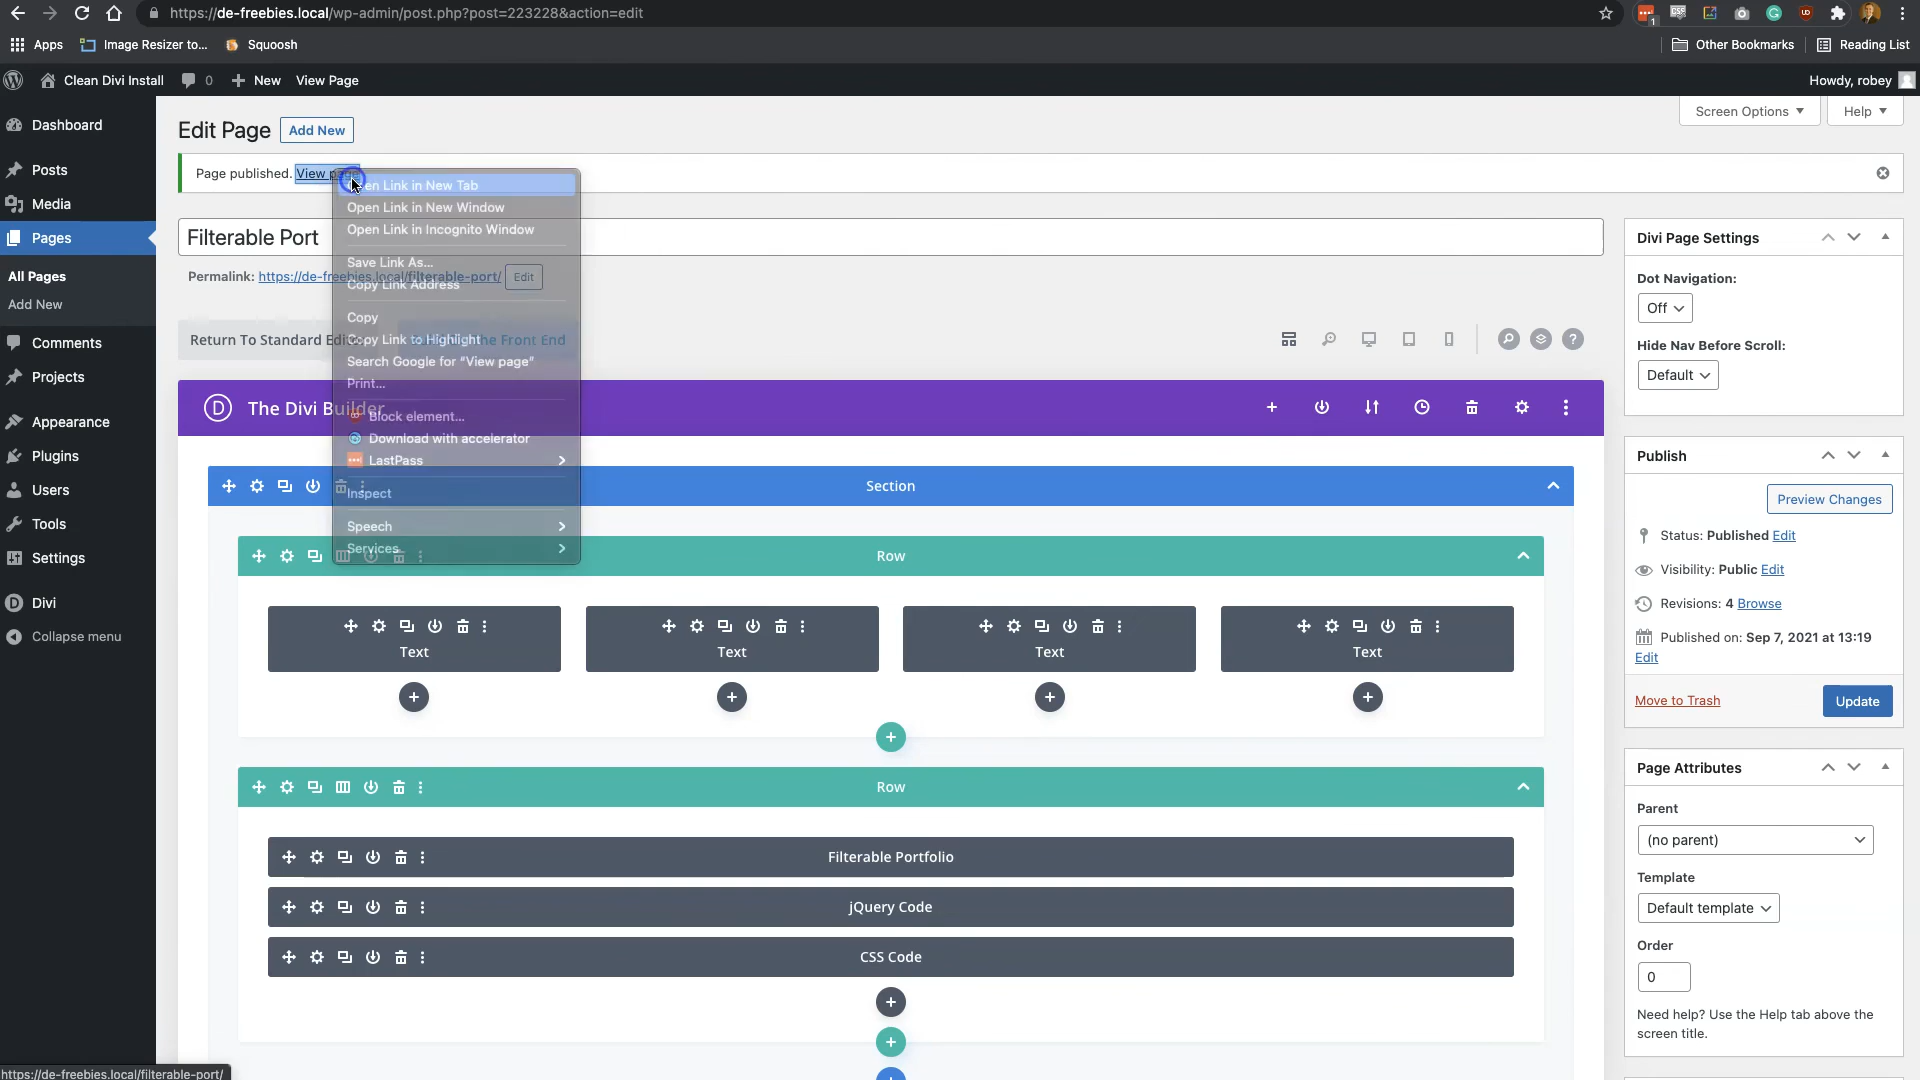 https://de-freebies.local/wp-admin/post.php?post=223228&action=edit
Apps
Image Resizer to...
Squoosh
Other Bookmarks
Reading List
Clean Divi Install
0
New
View Page
Howdy, robey
Dashboard
Posts
Media
Pages
All Pages
Add New
Comments
Projects
Appearance
Plugins
Users
Tools
Settings
Divi
Collapse menu
Edit Page
Add New
Screen Options
Help
Page published. View page
Open Link in New Tab
Open Link in New Window
Open Link in Incognito Window
Save Link As...
Copy Link Address
Copy
Copy Link to Highlight
Search Google for “View page”
Print...
Block element...
Download with accelerator
LastPass
Inspect
Speech
Services
Filterable Port
Permalink: https://de-freebies.local/filterable-port/
Edit
Return To Standard
The Front End
The Divi Builder
Section
Row
Text
Text
Text
Text
Row
Filterable Portfolio
jQuery Code
CSS Code
Divi Page Settings
Dot Navigation:
Off
Hide Nav Before Scroll:
Default
Publish
Preview Changes
Status: Published Edit
Visibility: Public Edit
Revisions: 4 Browse
Published on: Sep 7, 2021 at 13:19
Edit
Move to Trash
Update
Page Attributes
Parent
(no parent)
Template
Default template
Order
0
Need help? Use the Help tab above the
screen title.
https://de-freebies.local/filterable-port/